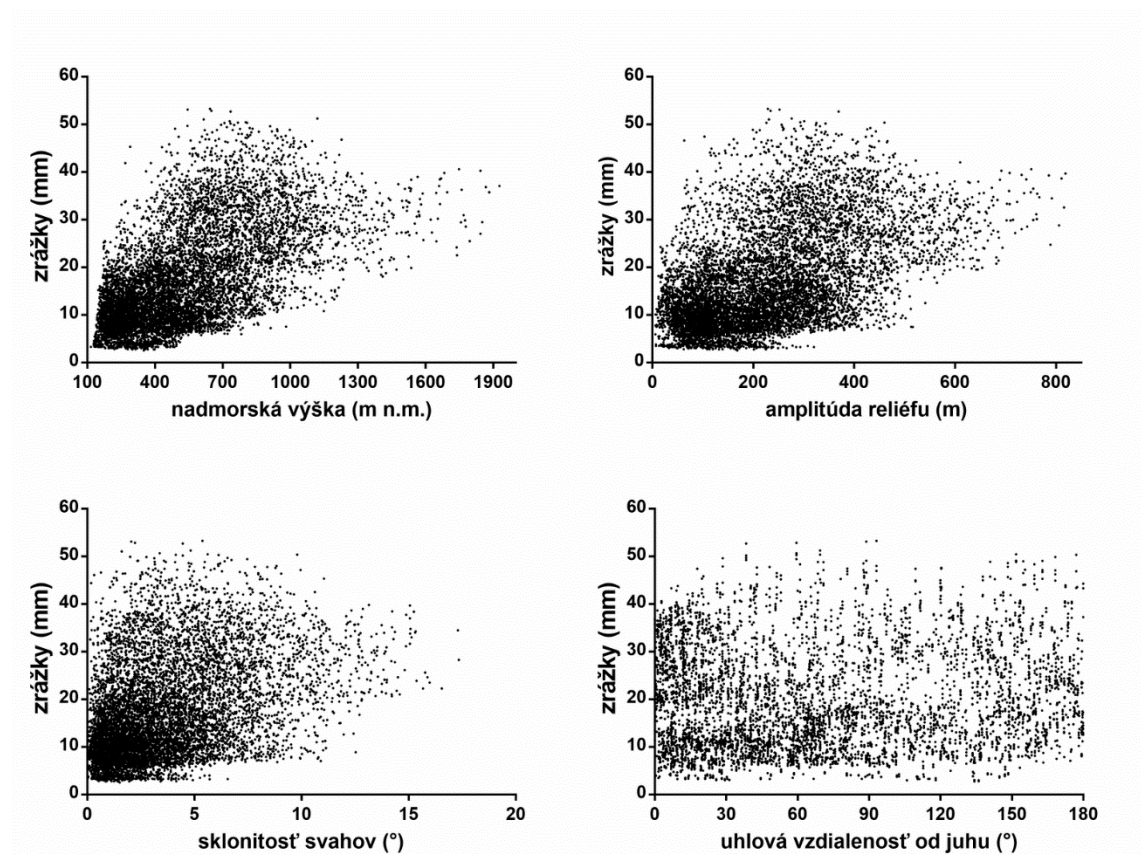 60
50
40
30
20
10
0
zrážky (mm)
100 400 700 1000 1300 1600 1900
nadmorská výška (m n.m.)
60
50
40
30
20
10
0
zrážky (mm)
0 200 400 600 800
amplitúda reliéfu (m)
60
50
40
30
20
10
0
zrážky (mm)
0 5 10 15 20
sklonitosť svahov (°)
60
50
40
30
20
10
0
zrážky (mm)
0 30 60 90 120 150 180
uhlová vzdialenosť od juhu (°)